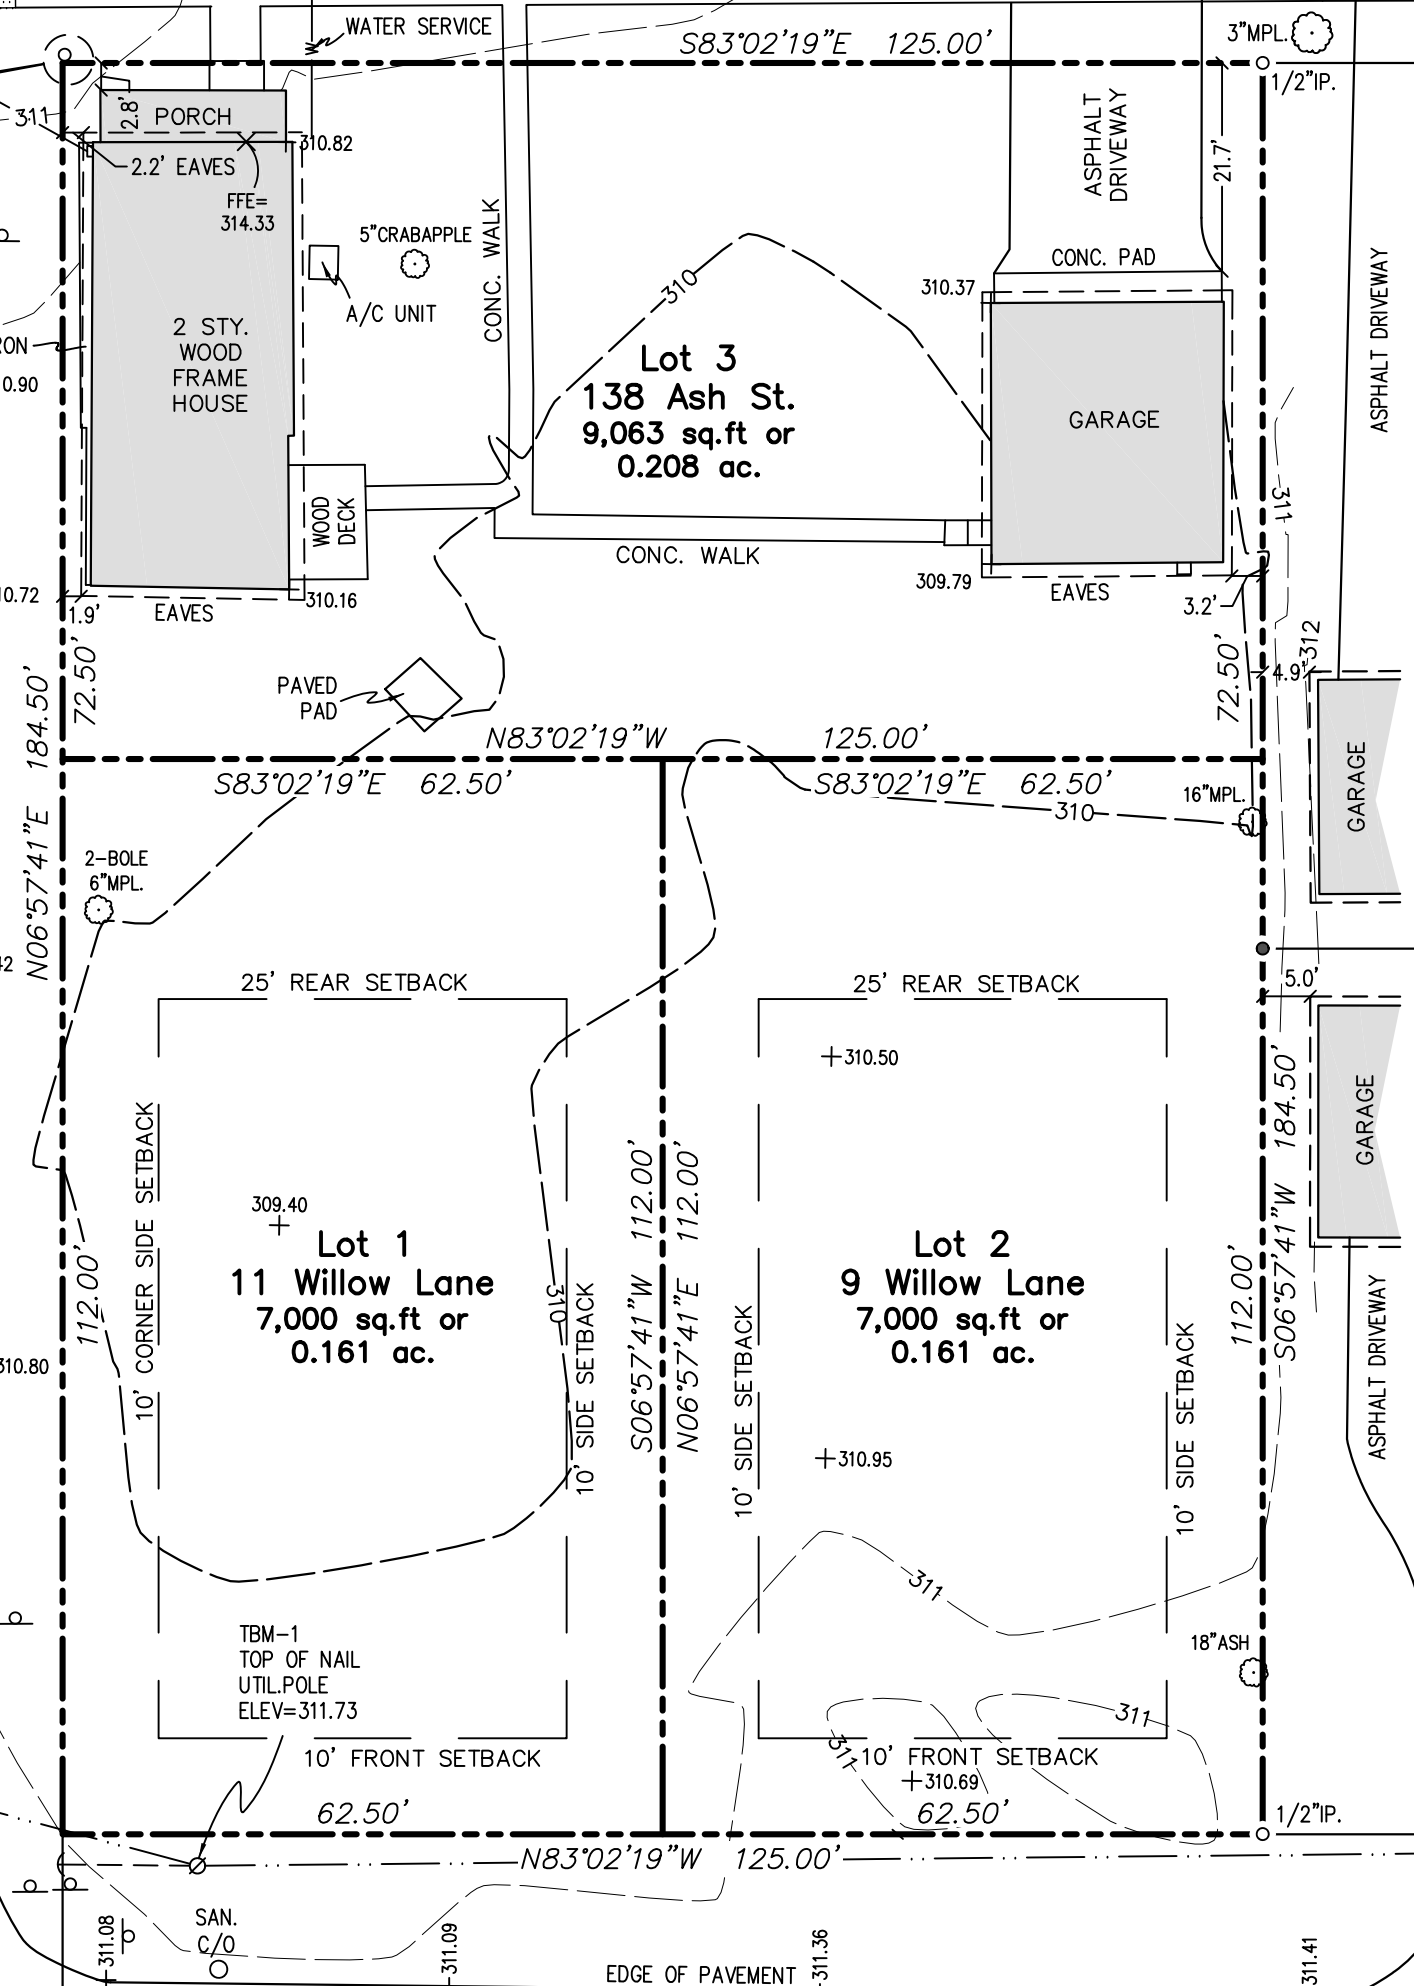 WATER SERVICE
S83°02'19"E 125.00'
3"MPL.
1/2"IP.
311
2.8'
PORCH
310.82
2.2' EAVES
FFE=
314.33
5"CRABAPPLE
CONC. WALK
A/C UNIT
ASPHALT
DRIVEWAY
21.7'
CONC. PAD
310.37
310
ASPHALT DRIVEWAY
2 STY.
WOOD
FRAME
HOUSE
RON
0.90
Lot 3
138 Ash St.
9,063 sq.ft or
0.208 ac.
GARAGE
311
WOOD
DECK
CONC. WALK
309.79
EAVES
3.2'
10.72
1.9'
EAVES
310.16
312
4.9'
72.50'
184.50'
N06°57'41"E
PAVED
PAD
72.50'
N83°02'19"W 125.00'
S83°02'19"E 62.50'
S83°02'19"E 62.50'
310
16"MPL.
GARAGE
2-BOLE
6"MPL.
42
25' REAR SETBACK
25' REAR SETBACK
5.0'
310.50
10' CORNER SIDE SETBACK
309.40
Lot 1
11 Willow Lane
7,000 sq.ft or
0.161 ac.
112.00'
310
10' SIDE SETBACK
S06°57'41"W 112.00'
N06°57'41"E 112.00'
10' SIDE SETBACK
Lot 2
9 Willow Lane
7,000 sq.ft or
0.161 ac.
10' SIDE SETBACK
112.00'
S06°57'41"W 184.50'
GARAGE
ASPHALT DRIVEWAY
310.80
310.95
311
18"ASH
TBM-1
TOP OF NAIL
UTIL.POLE
ELEV=311.73
10' FRONT SETBACK
311
10' FRONT SETBACK
311
310.69
62.50'
62.50'
1/2"IP.
N83°02'19"W 125.00'
SAN.
C/O
311.08
311.09
311.36
311.41
EDGE OF PAVEMENT